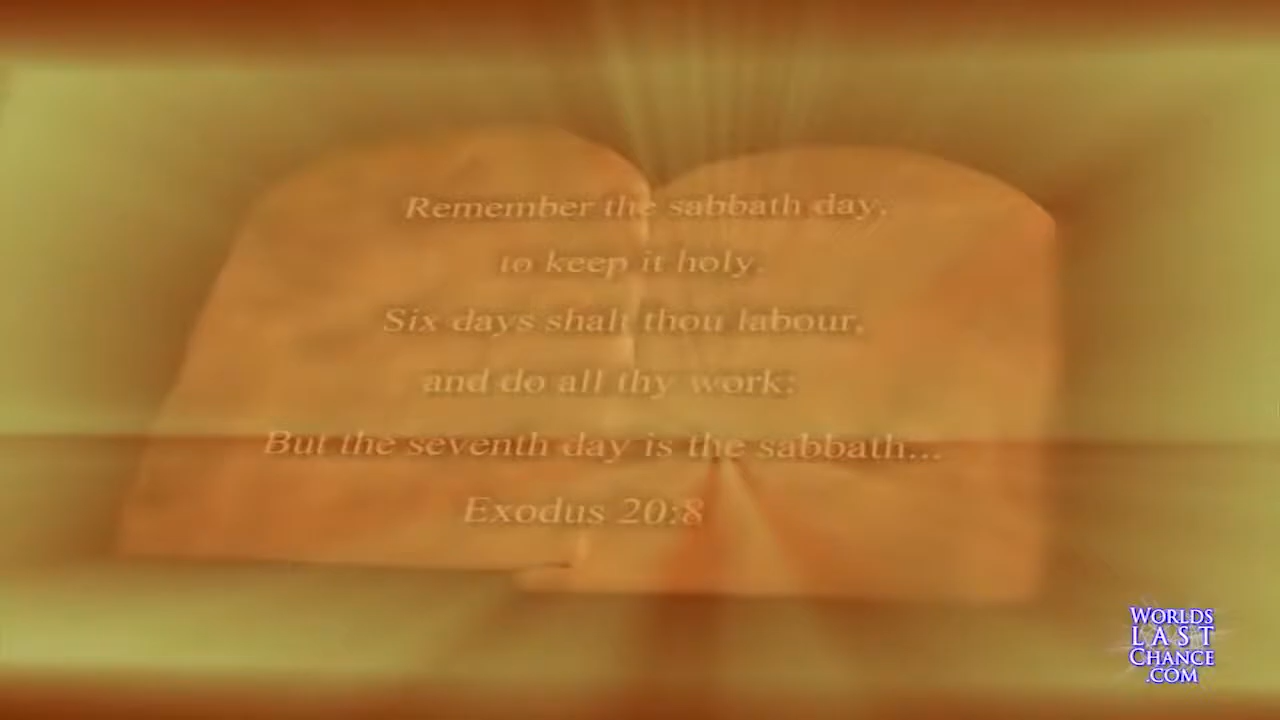 Remember the sabbath day,
to keep it holy.
Six days shalt thou labour,
and do all thy work:
But the seventh day is the sabbath...
Exodus 20:8
WORLDS
LAST
CHANCE
.COM